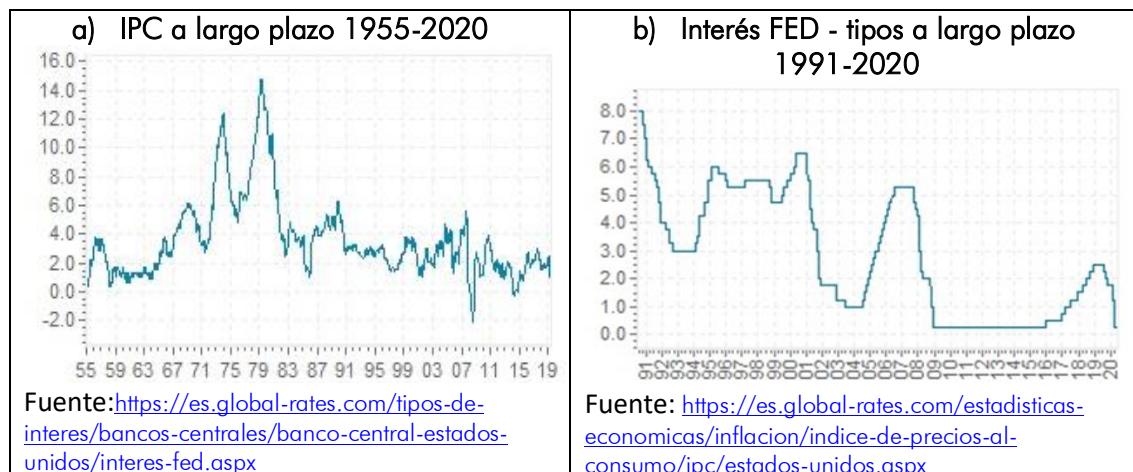 a) IPC a largo plazo 1955-2020
16.0
14.0
12.0
10.0
8.0
6.0
4.0
2.0
0.0
-2.0
55 59 63 67 71 75 79 83 87 91 95 99 03 07 11 15 19
Fuente:https://es.global-rates.com/tipos-de-
interes/bancos-centrales/banco-central-estados-
unidos/interes-fed.aspx
b) Interés FED - tipos a largo plazo
1991-2020
8.0
7.0
6.0
5.0
4.0
3.0
2.0
1.0
0.0
91- 92- 93- 94- 95- 96- 97- 98- 99- 00- 01- 02- 03- 04- 05- 06- 07- 08- 09- 10- 11- 12- 13- 14- 15- 16- 17- 18- 19- 20-
Fuente: https://es.global-rates.com/estadisticas-
economicas/inflacion/indice-de-precios-al-
consumo/ipc/estados-unidos.aspx